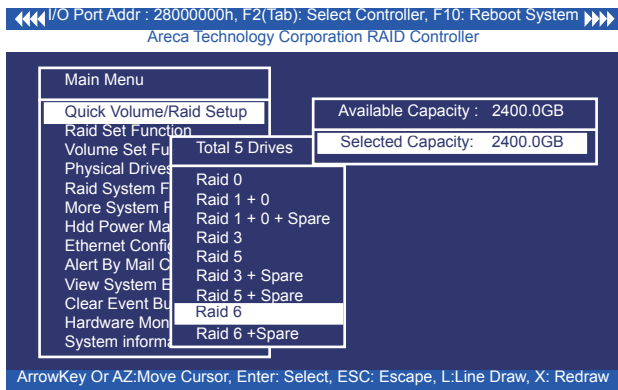 I/O Port Addr : 28000000h, F2(Tab): Select Controller, F10: Reboot System
Areca Technology Corporation RAID Controller
Main Menu
Quick Volume/Raid Setup
Raid Set Function
Volume Set Fu
Physical Drives
Raid System F
More System F
Hdd Power Ma
Ethernet Config
Alert By Mail C
View System E
Clear Event Bu
Hardware Mon
System informa
Total 5 Drives
Raid 0
Raid 1 + 0
Raid 1 + 0 + Spare
Raid 3
Raid 5
Raid 3 + Spare
Raid 5 + Spare
Raid 6
Raid 6 +Spare
Available Capacity : 2400.0GB
Selected Capacity: 2400.0GB
ArrowKey Or AZ:Move Cursor, Enter: Select, ESC: Escape, L:Line Draw, X: Redraw